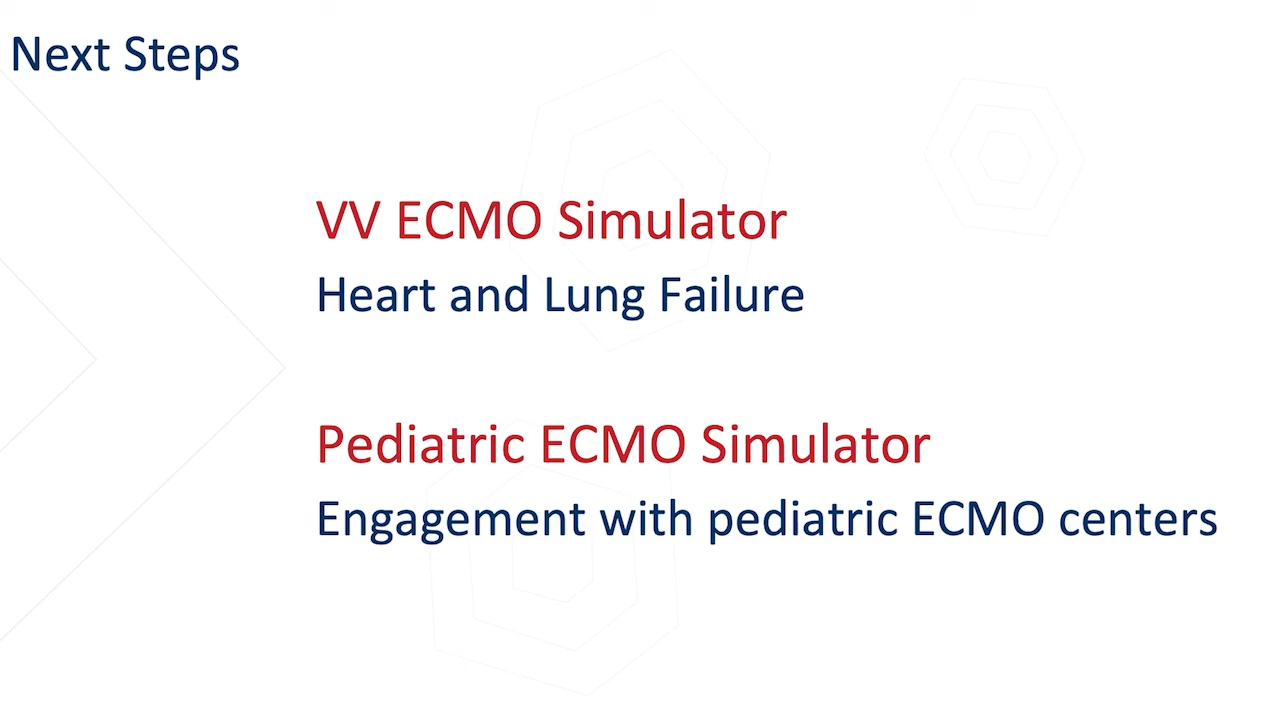 Next Steps
VV ECMO Simulator
Heart and Lung Failure
Pediatric ECMO Simulator
Engagement with pediatric ECMO centers